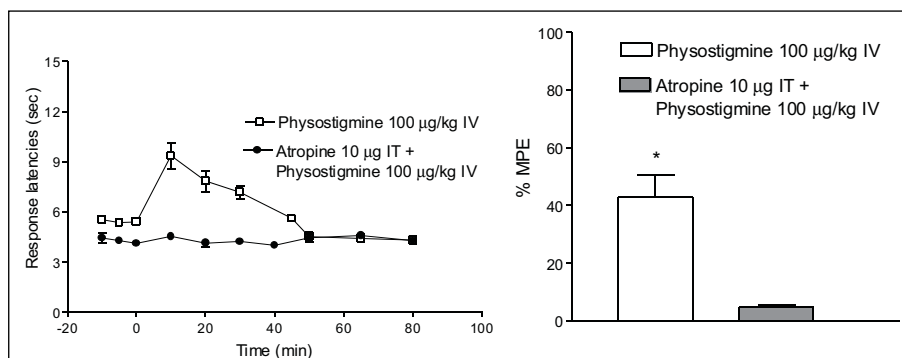 15
12
9
6
3
0
Response latencies (sec)
-20
0
20
40
60
80
100
Time (min)
Physostigmine 100 µg/kg IV
Atropine 10 µg IT +
Physostigmine 100 µg/kg IV
100
80
60
40
20
0
% MPE
*
Physostigmine 100 µg/kg IV
Atropine 10 µg IT +
Physostigmine 100 µg/kg IV